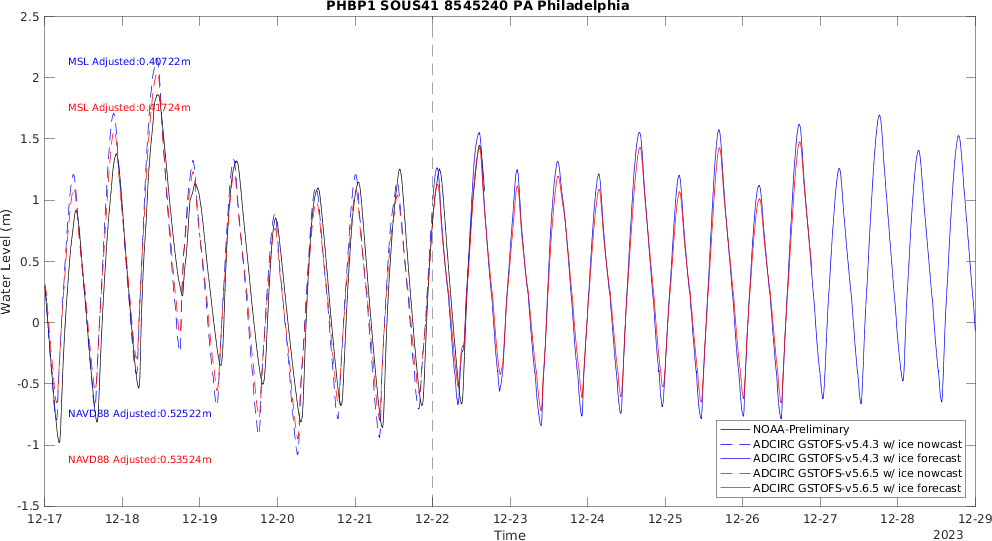 PHBP1 SOUS41 8545240 PA Philadelphia
2.5
2
1.5
1
0.5
0
-0.5
-1
-1.5
Water Level (m)
MSL Adjusted:0.40722m
MSL Adjusted:0.41724m
NAVD88 Adjusted:0.52522m
NAVD88 Adjusted:0.53524m
NOAA-Preliminary
ADCIRC GSTOFS-v5.4.3 w/ ice nowcast
ADCIRC GSTOFS-v5.4.3 w/ ice forecast
ADCIRC GSTOFS-v5.6.5 w/ ice nowcast
ADCIRC GSTOFS-v5.6.5 w/ ice forecast
12-17 12-18 12-19 12-20 12-21 12-22 12-23 12-24 12-25 12-26 12-27 12-28 12-29
Time
2023